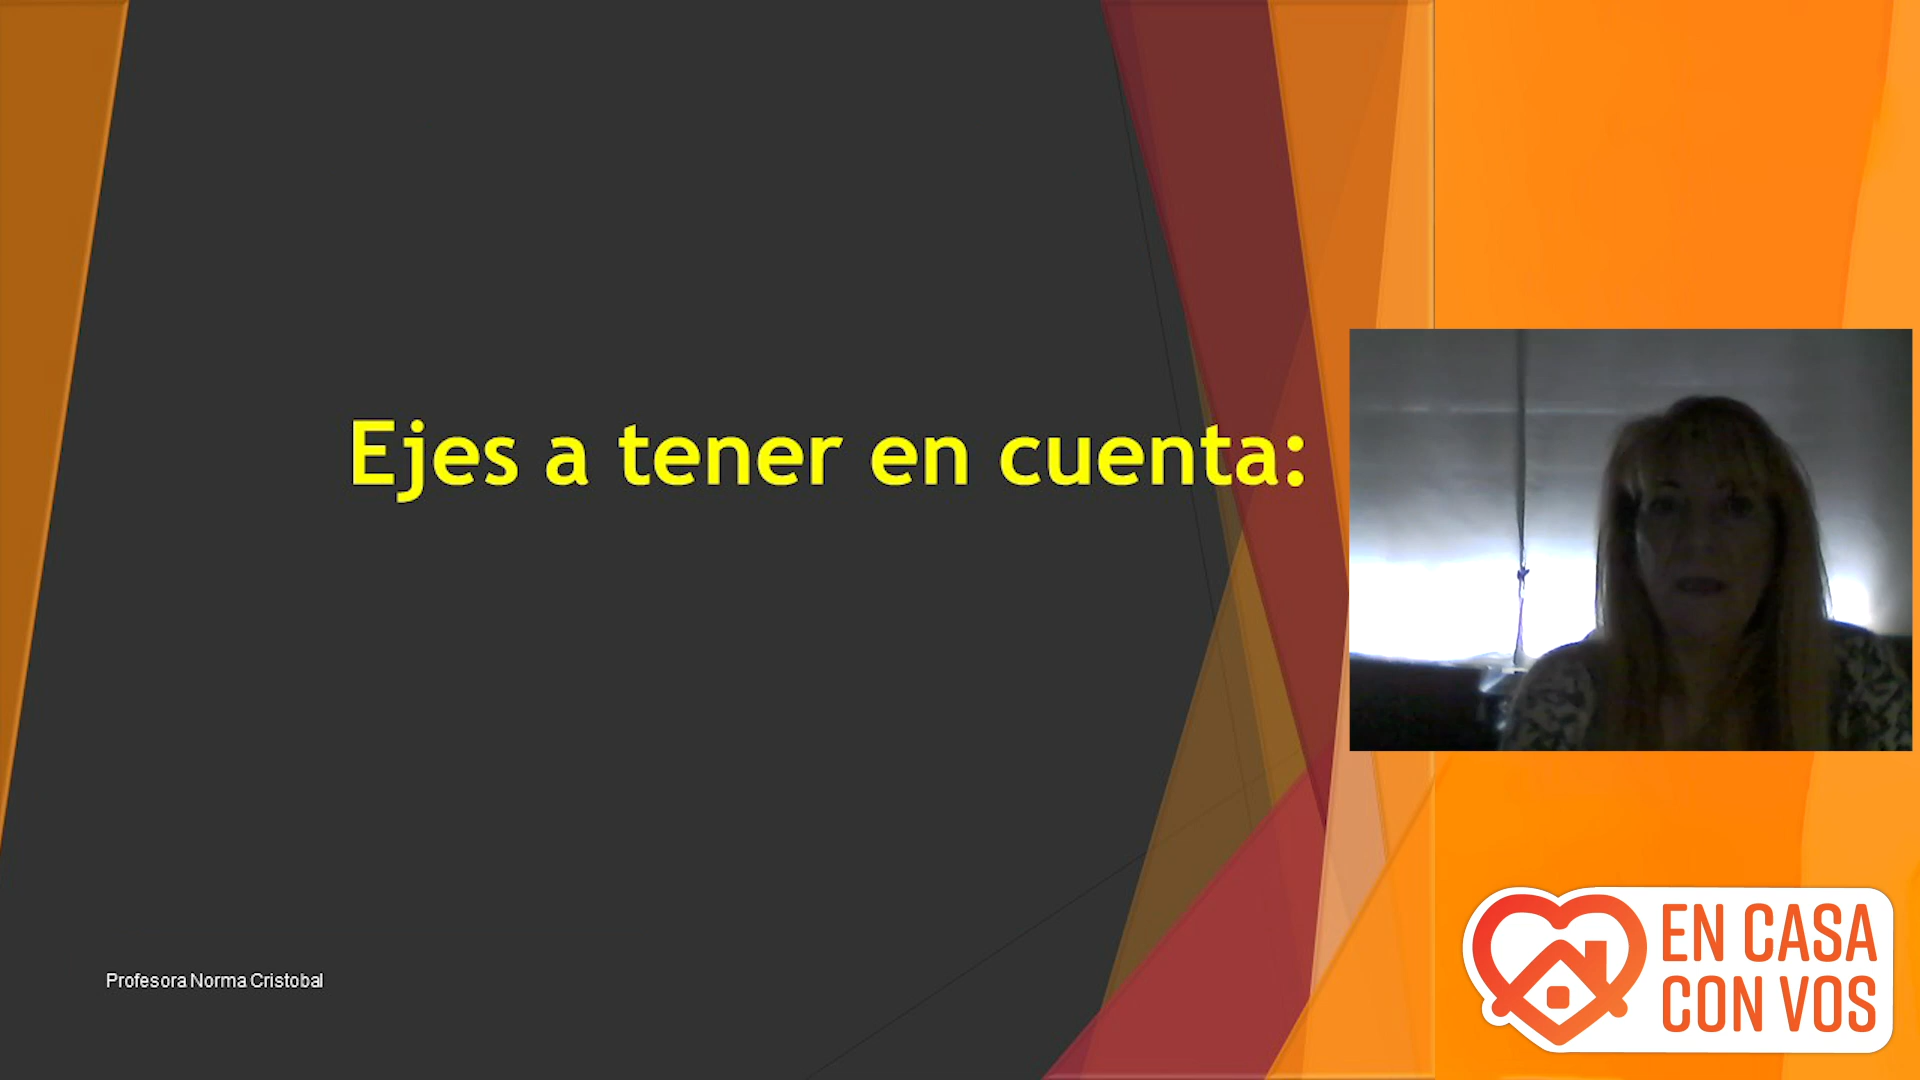 Ejes a tener en cuenta:
Profesora Norma Cristobal
EN CASA
CON VOS